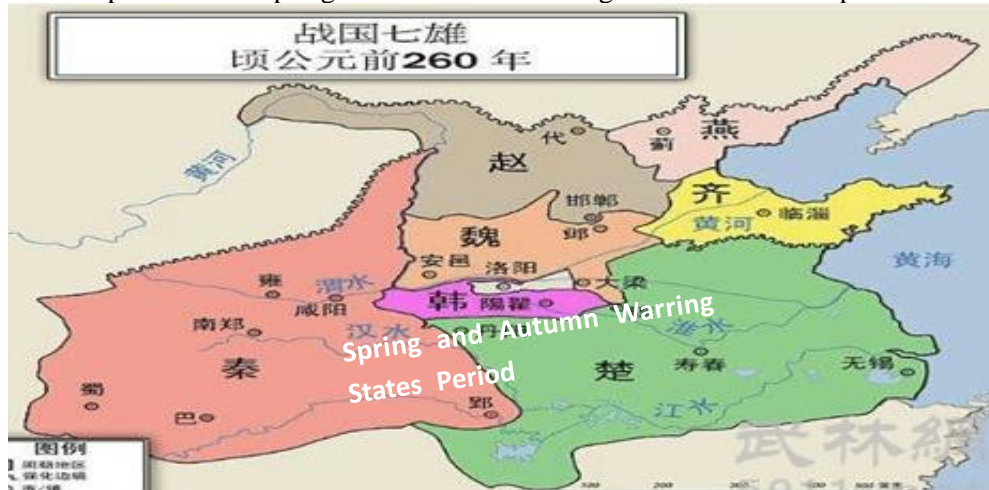 战国七雄
顷公元前260 年
燕
蓟
代
赵
黄河
齐
临淄
黄河
邯郸
邺
魏
安邑
洛阳
大梁
黄海
雍
渭水
咸阳
韩
陽翟
南郑
汉水
Spring and Autumn Warring
States Period
淮水
秦
楚
寿春
无锡
蜀
巴
郢
江水
武林網
图例